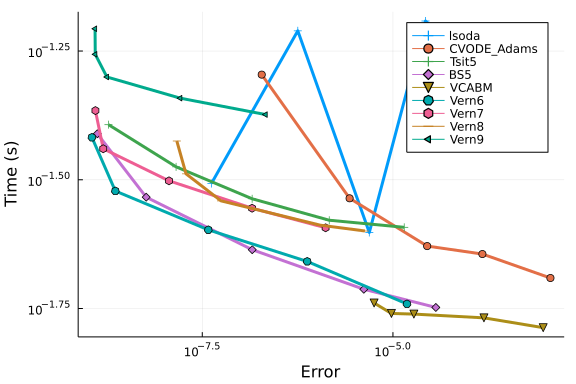 10^−1.25
10^−1.50
10^−1.75
Time (s)
10^−7.5
10^−5.0
Error
lsoda
CVODE_Adams
Tsit5
BS5
VCABM
Vern6
Vern7
Vern8
Vern9